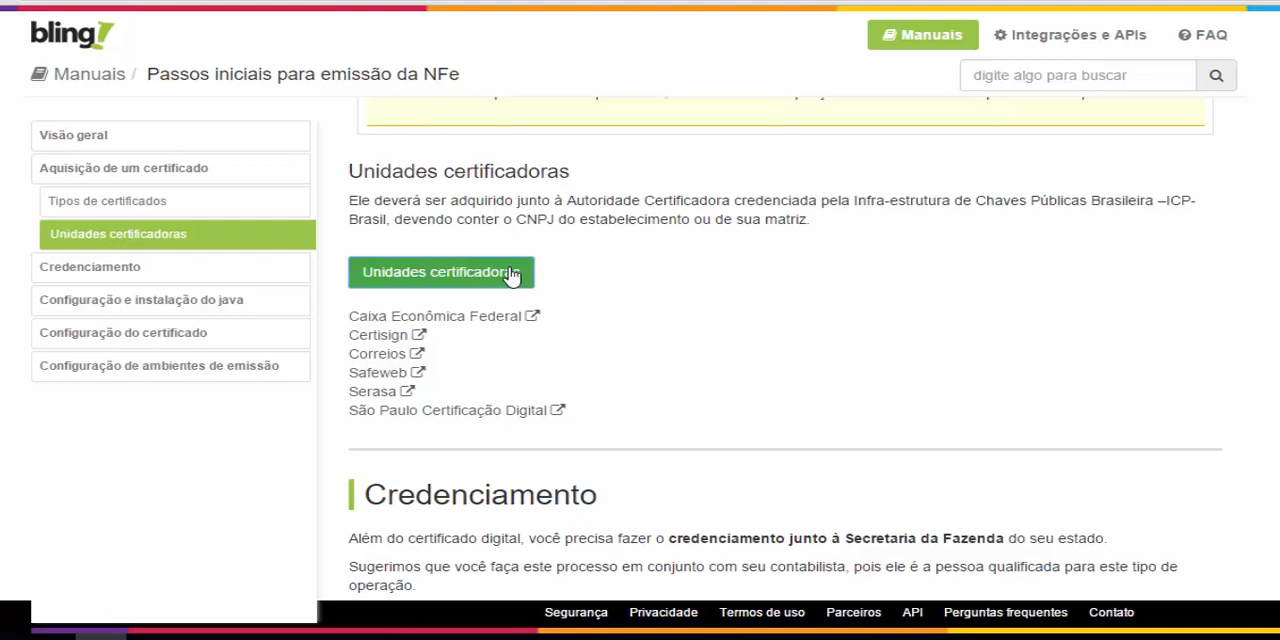 bling!
Manuais
Integrações e APIs
FAQ
Manuais / Passos iniciais para emissão da NFe
digite algo para buscar
Visão geral
Aquisição de um certificado
Tipos de certificados
Unidades certificadoras
Credenciamento
Configuração e instalação do java
Configuração do certificado
Configuração de ambientes de emissão
Unidades certificadoras
Ele deverá ser adquirido junto à Autoridade Certificadora credenciada pela Infra-estrutura de Chaves Públicas Brasileira –ICP-
Brasil, devendo conter o CNPJ do estabelecimento ou de sua matriz.
Unidades certificadoras
Caixa Econômica Federal
Certisign
Correios
Safeweb
Serasa
São Paulo Certificação Digital
Credenciamento
Além do certificado digital, você precisa fazer o credenciamento junto à Secretaria da Fazenda do seu estado.
Sugerimos que você faça este processo em conjunto com seu contabilista, pois ele é a pessoa qualificada para este tipo de
operação.
Segurança Privacidade Termos de uso Parceiros API Perguntas frequentes Contato